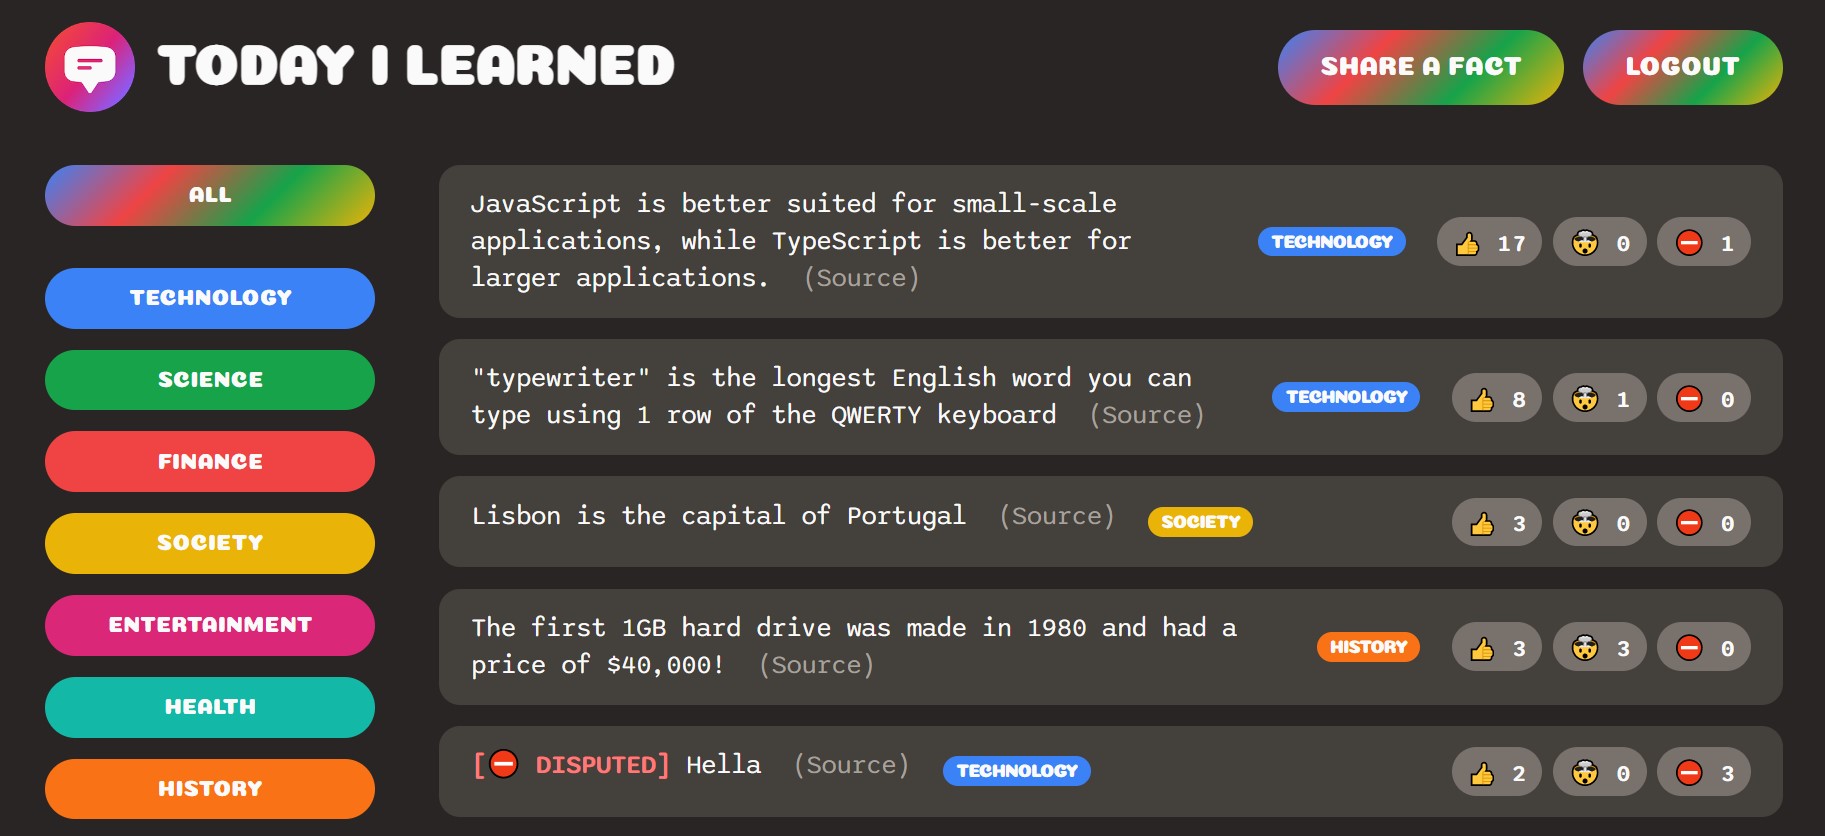 TODAY I LEARNED
SHARE A FACT
LOGOUT
ALL
TECHNOLOGY
SCIENCE
FINANCE
SOCIETY
ENTERTAINMENT
HEALTH
HISTORY
JavaScript is better suited for small-scale
applications, while TypeScript is better for
larger applications. (Source)
TECHNOLOGY
👍 17
🤯 0
⛔ 1
"typewriter" is the longest English word you can
type using 1 row of the QWERTY keyboard (Source)
TECHNOLOGY
👍 8
🤯 1
⛔ 0
Lisbon is the capital of Portugal (Source)
SOCIETY
👍 3
🤯 0
⛔ 0
The first 1GB hard drive was made in 1980 and had a
price of $40,000! (Source)
HISTORY
👍 3
🤯 3
⛔ 0
[⛔ DISPUTED] Hella (Source)
TECHNOLOGY
👍 2
🤯 0
⛔ 3